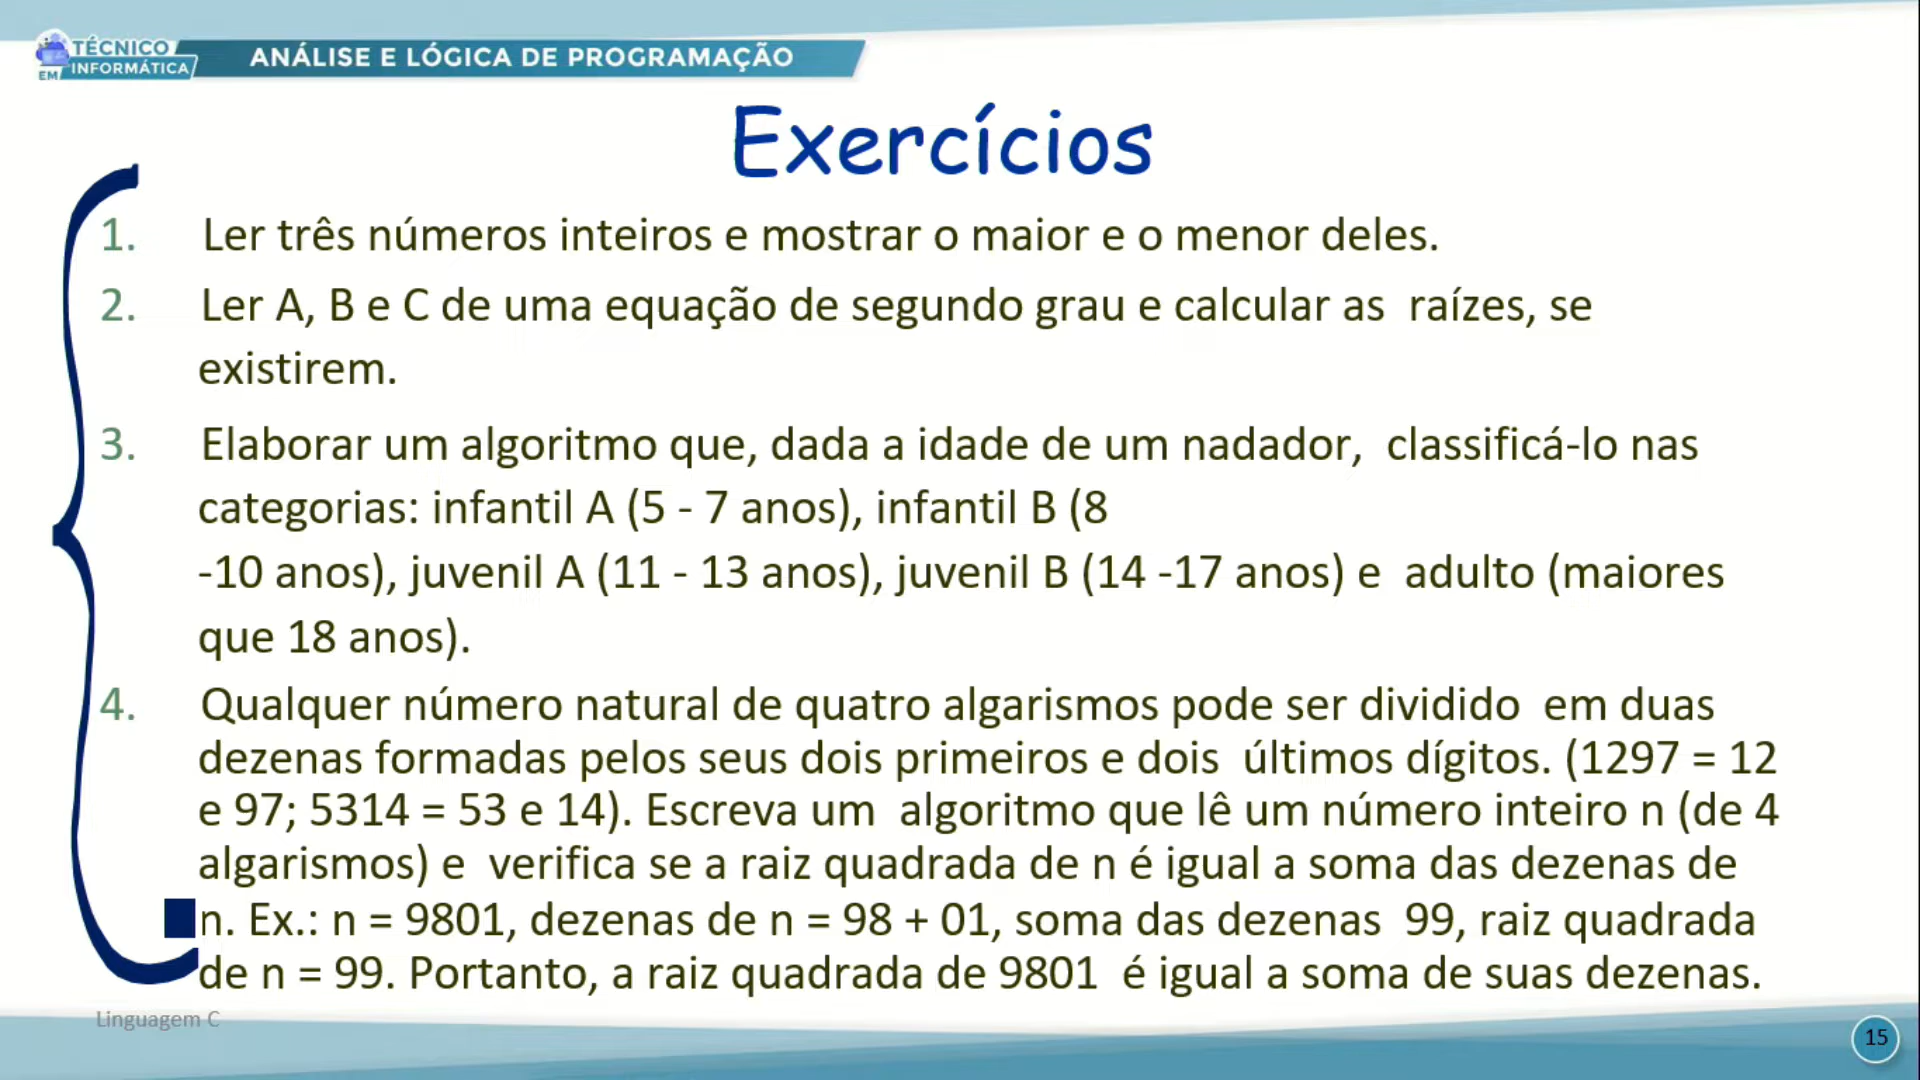 TÉCNICO
EM INFORMÁTICA
ANÁLISE E LÓGICA DE PROGRAMAÇÃO
Exercícios
1. Ler três números inteiros e mostrar o maior e o menor deles.
2. Ler A, B e C de uma equação de segundo grau e calcular as raízes, se
existirem.
3. Elaborar um algoritmo que, dada a idade de um nadador, classificá-lo nas
categorias: infantil A (5 - 7 anos), infantil B (8
-10 anos), juvenil A (11 - 13 anos), juvenil B (14 -17 anos) e adulto (maiores
que 18 anos).
4. Qualquer número natural de quatro algarismos pode ser dividido em duas
dezenas formadas pelos seus dois primeiros e dois últimos dígitos. (1297 = 12
e 97; 5314 = 53 e 14). Escreva um algoritmo que lê um número inteiro n (de 4
algarismos) e verifica se a raiz quadrada de n é igual a soma das dezenas de
n. Ex.: n = 9801, dezenas de n = 98 + 01, soma das dezenas 99, raiz quadrada
de n = 99. Portanto, a raiz quadrada de 9801 é igual a soma de suas dezenas.
Linguagem C
15